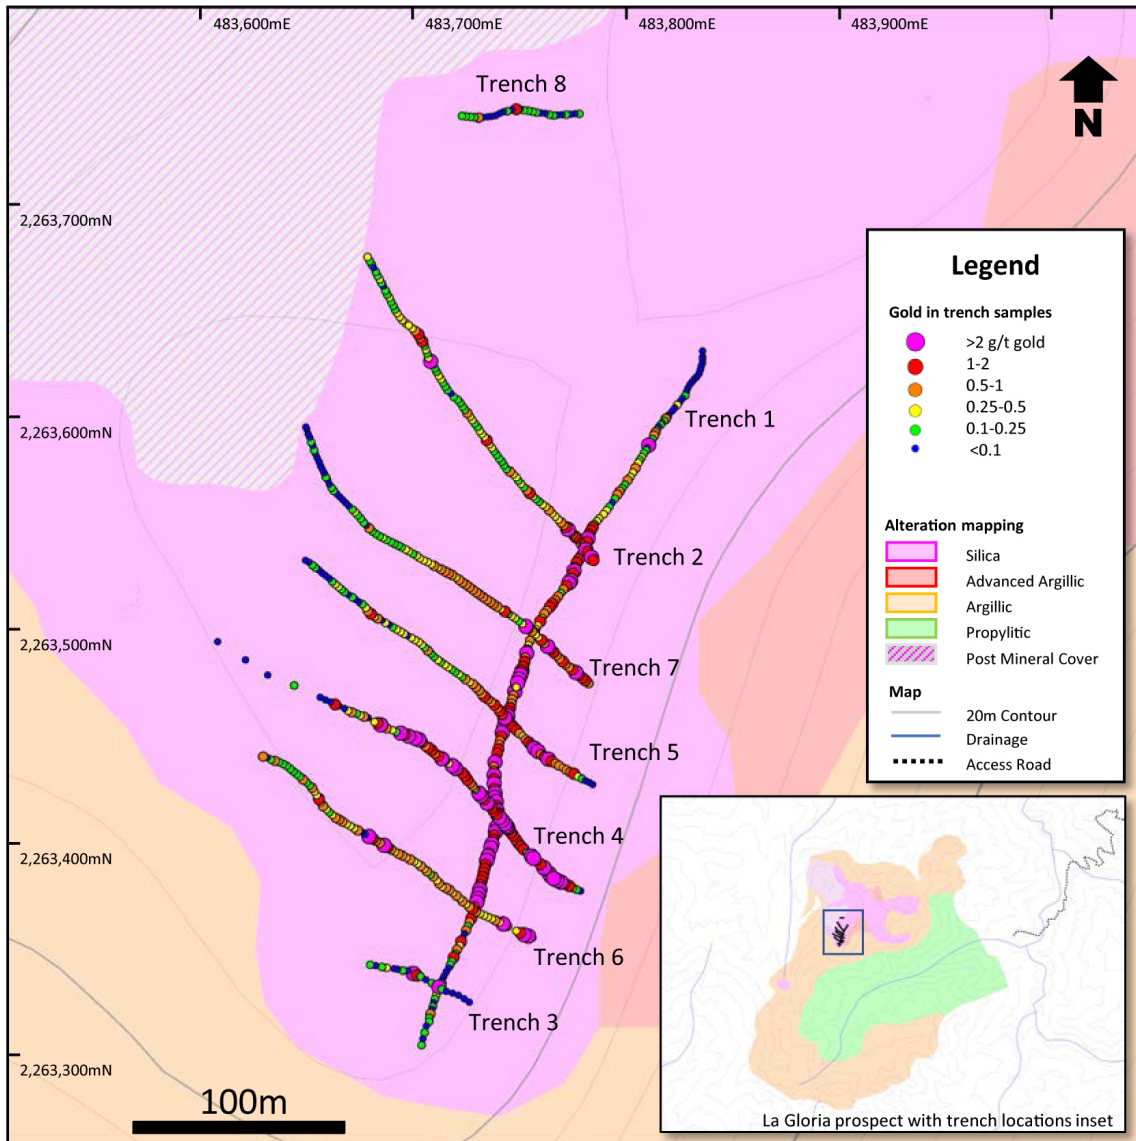 483,600mE
483,700mE
483,800mE
483,900mE
Trench 8
N
2,263,700mN
Legend
Gold in trench samples
>2 g/t gold
1-2
0.5-1
0.25-0.5
0.1-0.25
<0.1
Trench 1
2,263,600mN
Alteration mapping
Silica
Advanced Argillic
Argillic
Propylitic
Post Mineral Cover
Trench 2
2,263,500mN
Trench 7
Map
20m Contour
Drainage
Access Road
Trench 5
Trench 4
2,263,400mN
Trench 6
Trench 3
2,263,300mN
100m
La Gloria prospect with trench locations inset